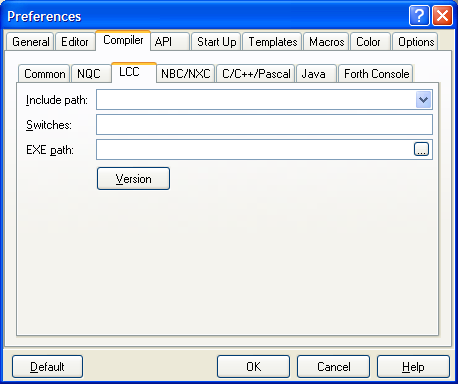 Preferences
General Editor Compiler API Start Up Templates Macros Color Options
Common NQC LCC NBC/NXC C/C++/Pascal Java Forth Console
Include path:
Switches:
EXE path: ...
Version
Default OK Cancel Help